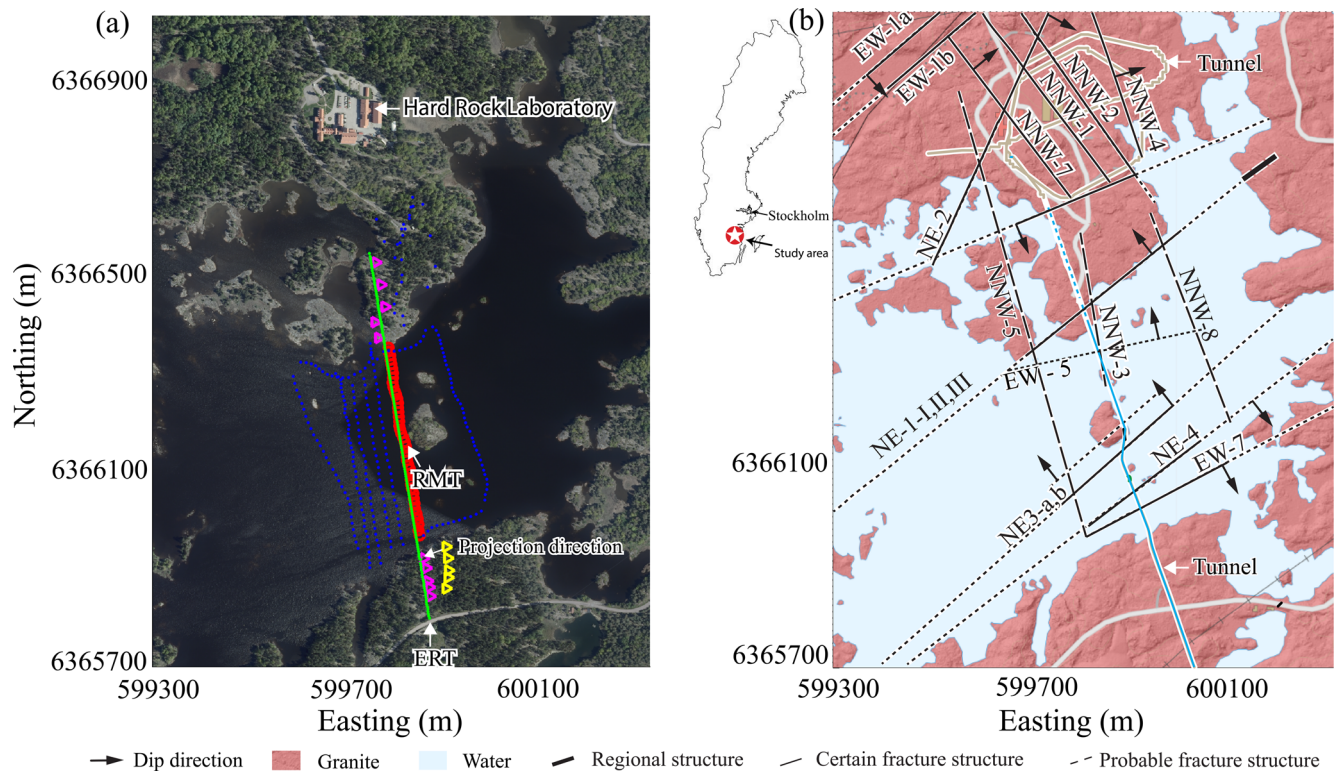 (a)
6366900
6366500
6366100
6365700
Northing (m)
599300
599700
600100
Easting (m)
Hard Rock Laboratory
RMT
Projection direction
ERT
Stockholm
Study area
(b)
EW-1a
EW-1b
NNW-1
NNW-2
NNW-4
NNW-7
Tunnel
NE-2
NNW-5
NNW-3
NNW-8
EW - 5
NE-1- I,II,III
NE3-a,b
NE-4
EW-7
Tunnel
6366100
6365700
599300
599700
600100
Easting (m)
Dip direction
Granite
Water
Regional structure
Certain fracture structure
Probable fracture structure